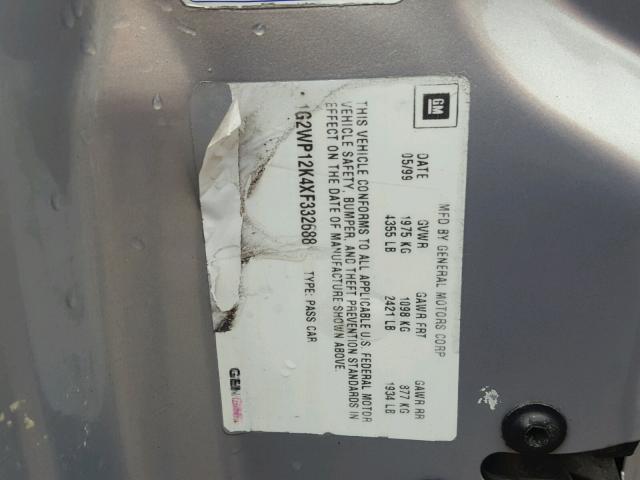 GM
MFD BY GENERAL MOTORS CORP
DATE GVWR GAWR FRT GAWR RR
05/99 1975 KG 1098 KG 877 KG
4355 LB 2421 LB 1934 LB
THIS VEHICLE CONFORMS TO ALL APPLICABLE U.S. FEDERAL MOTOR
VEHICLE SAFETY, BUMPER, AND THEFT PREVENTION STANDARDS IN
EFFECT ON THE DATE OF MANUFACTURE SHOWN ABOVE.
1G2WP12K4XF332688 TYPE: PASS CAR